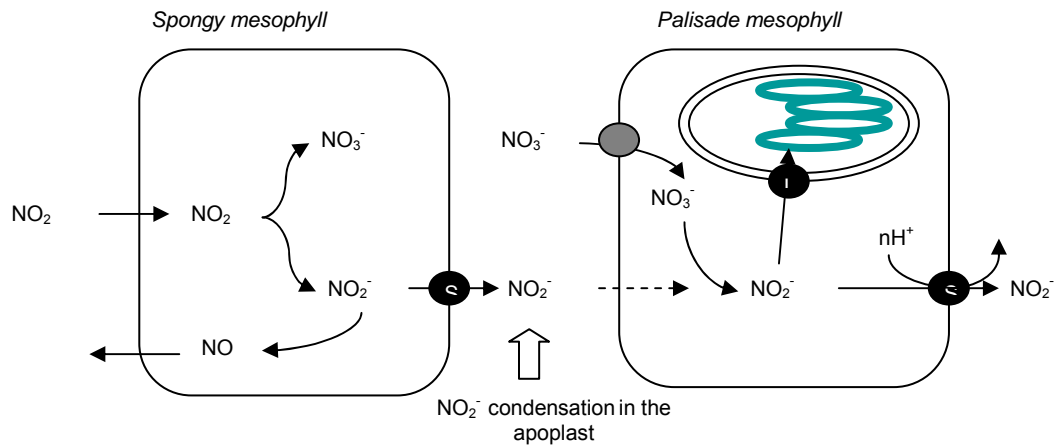 Spongy mesophyll
Palisade mesophyll
NO₃⁻
NO₃⁻
NO₃⁻
NO₂
NO₂
nH⁺
NO₂⁻
NO₂⁻
NO₂⁻
NO₂⁻
NO
NO₂⁻ condensation in the
apoplast